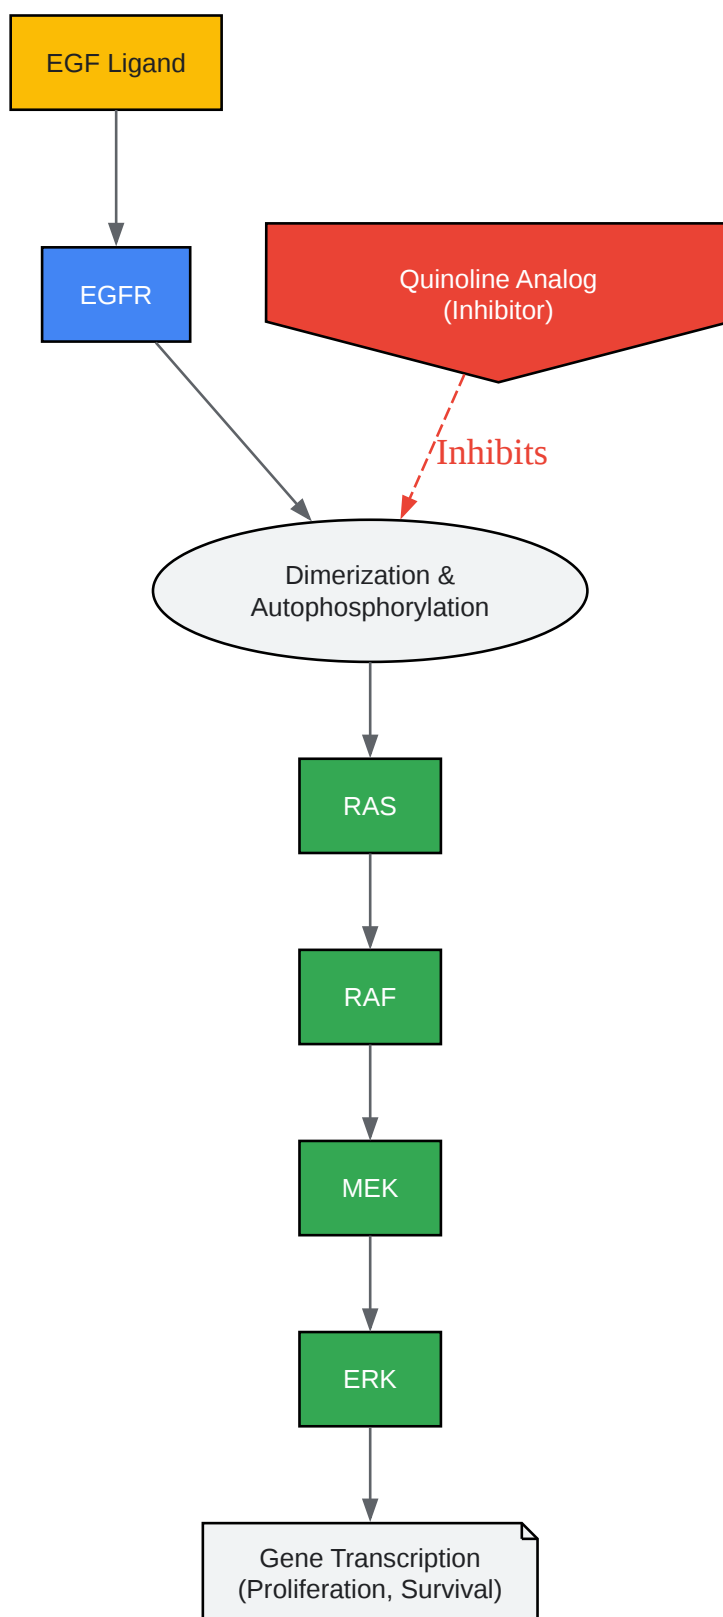 EGF Ligand
EGFR
Quinoline Analog
(Inhibitor)
Inhibits
Dimerization &
Autophosphorylation
RAS
RAF
MEK
ERK
Gene Transcription
(Proliferation, Survival)